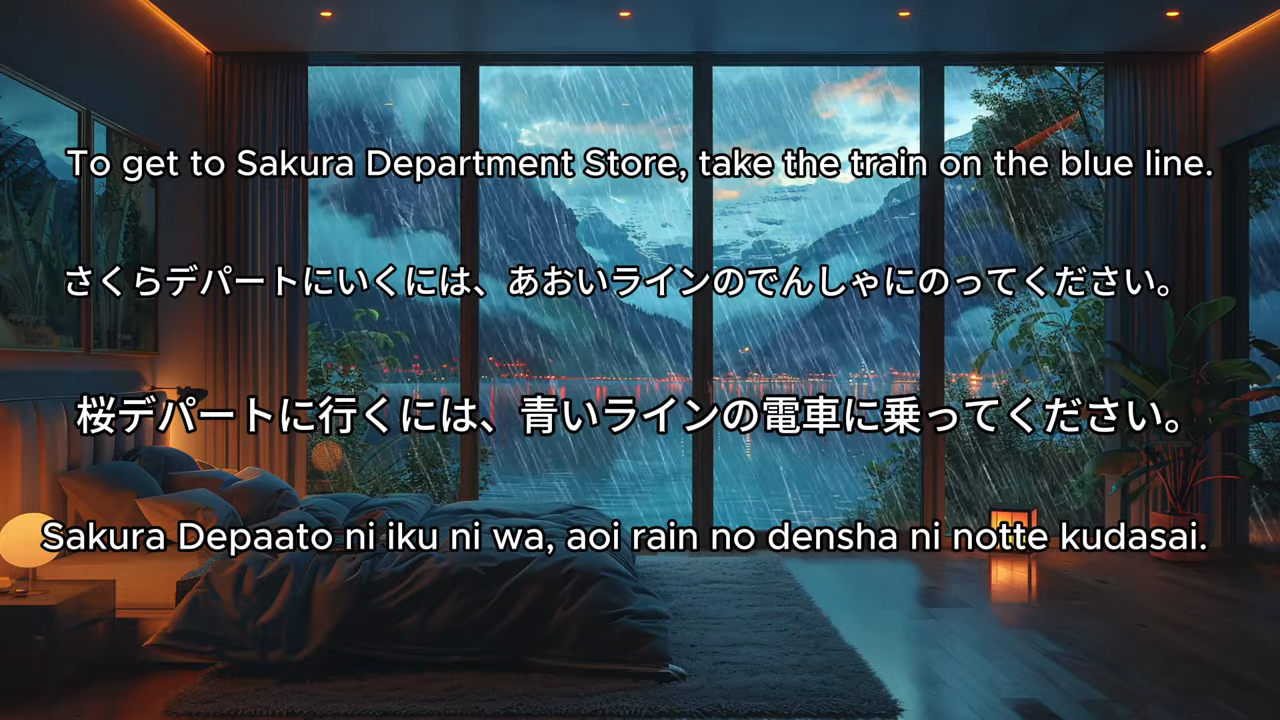 To get to Sakura Department Store, take the train on the blue line.
さくらデパートにいくには、あおいラインのでんしゃにのってください。
桜デパートに行くには、青いラインの電車に乗ってください。
Sakura Depaato ni iku ni wa, aoi rain no densha ni notte kudasai.